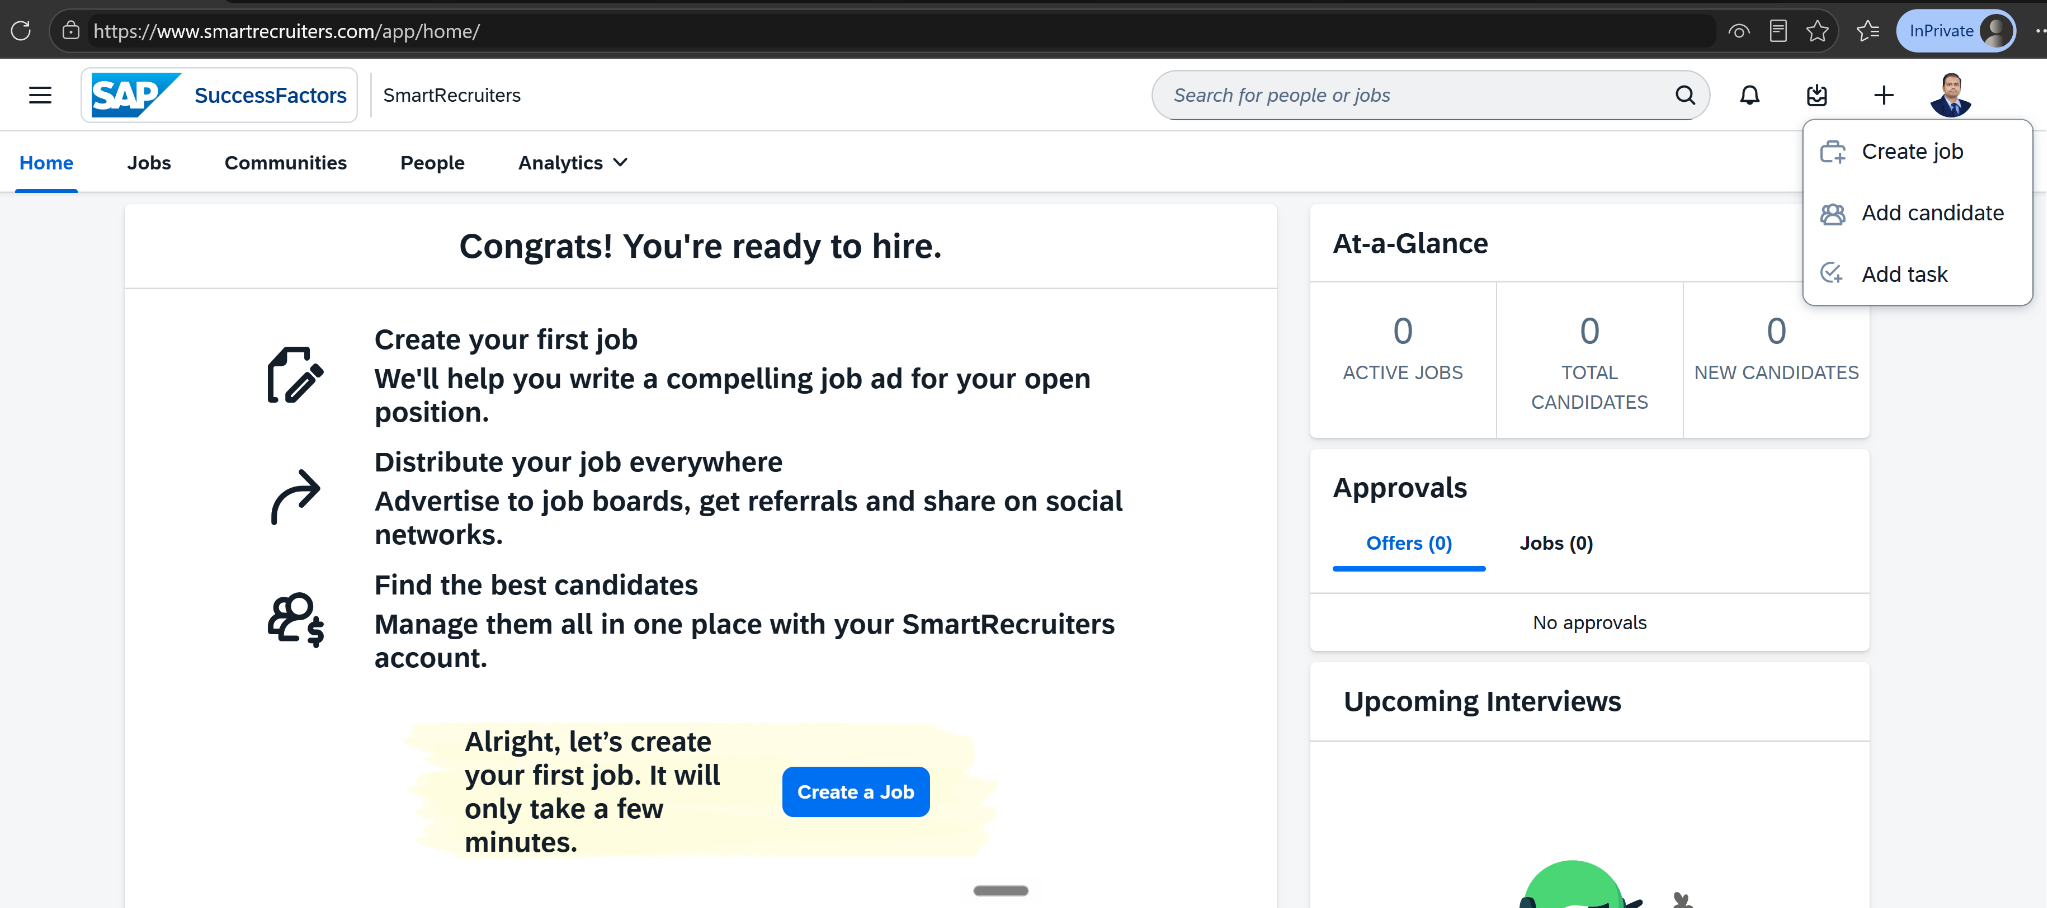 https://www.smartrecruiters.com/app/home/
InPrivate
SAP
SuccessFactors
SmartRecruiters
Search for people or jobs
Home
Jobs
Communities
People
Analytics
Create job
Add candidate
Add task
Congrats! You're ready to hire.
Create your first job
We'll help you write a compelling job ad for your open
position.
Distribute your job everywhere
Advertise to job boards, get referrals and share on social
networks.
Find the best candidates
Manage them all in one place with your SmartRecruiters
account.
Alright, let’s create
your first job. It will
only take a few
minutes.
Create a Job
At-a-Glance
0
ACTIVE JOBS
0
TOTAL
CANDIDATES
0
NEW CANDIDATES
Approvals
Offers (0)
Jobs (0)
No approvals
Upcoming Interviews